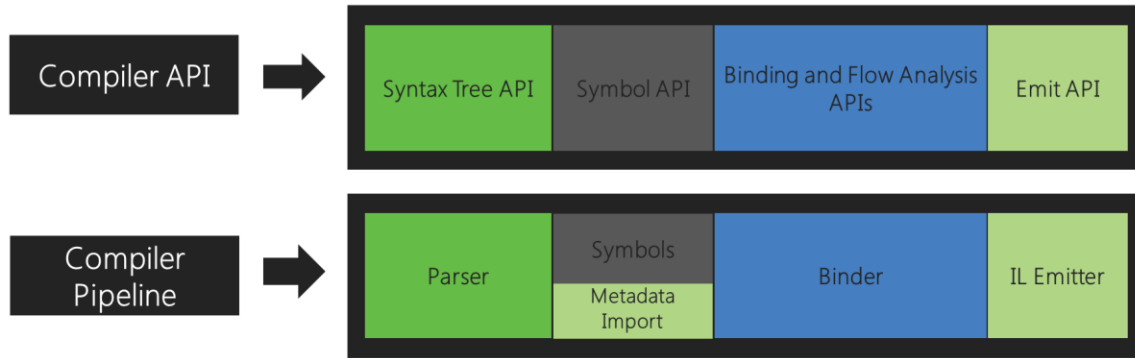 Compiler API
Syntax Tree API
Symbol API
Binding and Flow Analysis
APIs
Emit API
Compiler
Pipeline
Parser
Symbols
Metadata
Import
Binder
IL Emitter